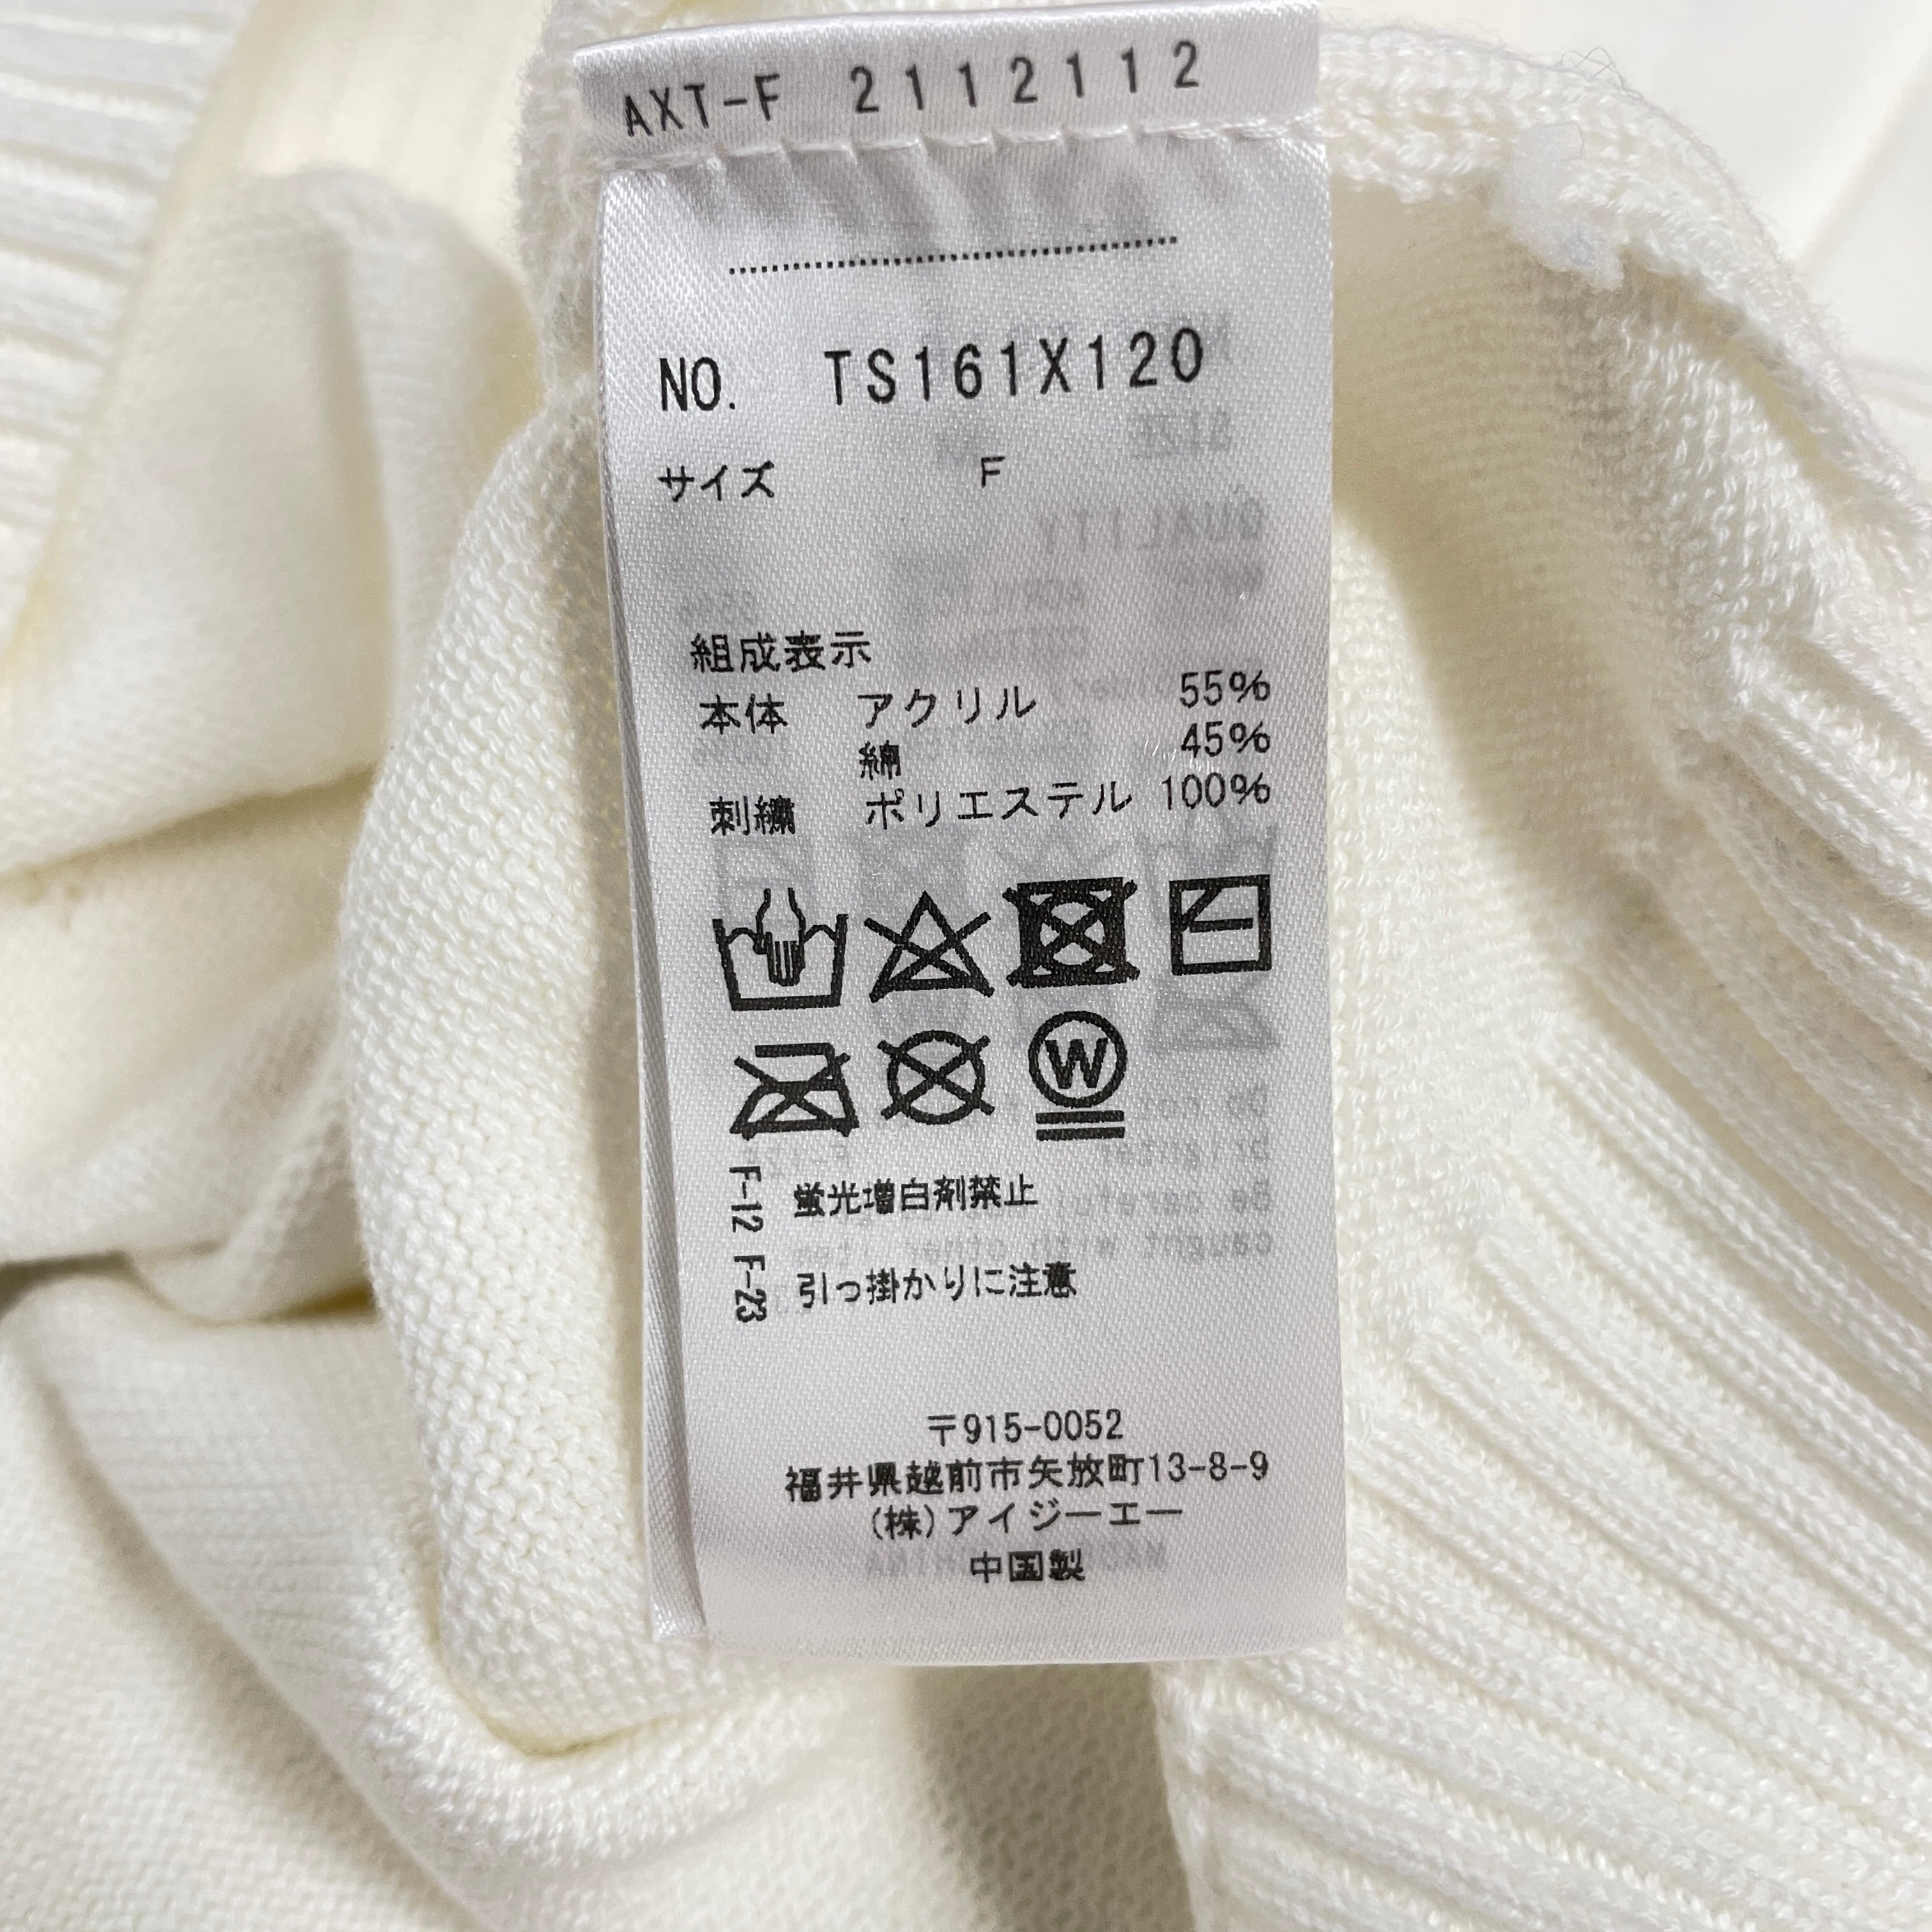 AXT-F 2112112
NO. TS161X120
サイズ F
組成表示
本体 アクリル 55%
綿 45%
刺繍 ポリエステル 100%
W
F-12 蛍光増白剤禁止
F-23 引っ掛かりに注意
〒915-0052
福井県越前市矢放町13-8-9
(株)アイジーエー
中国製